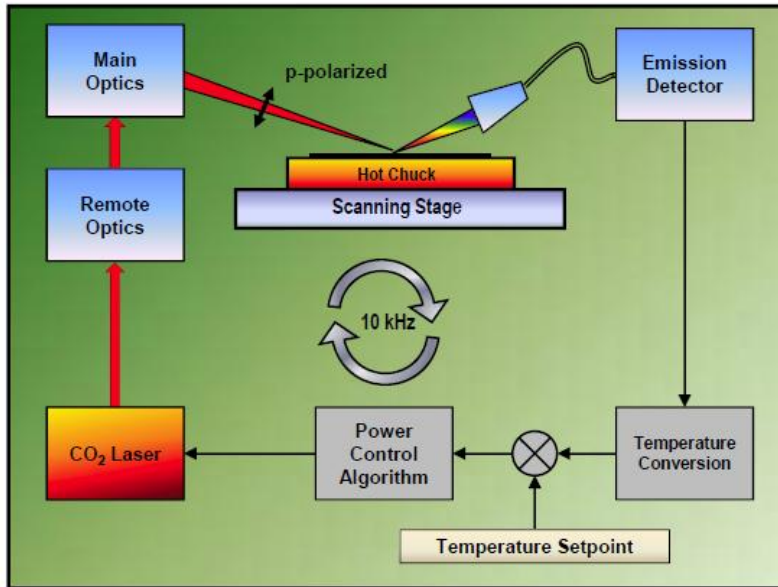 Main
Optics
p-polarized
Emission
Detector
Hot Chuck
Scanning Stage
Remote
Optics
10 kHz
CO₂ Laser
Power
Control
Algorithm
Temperature
Conversion
Temperature Setpoint